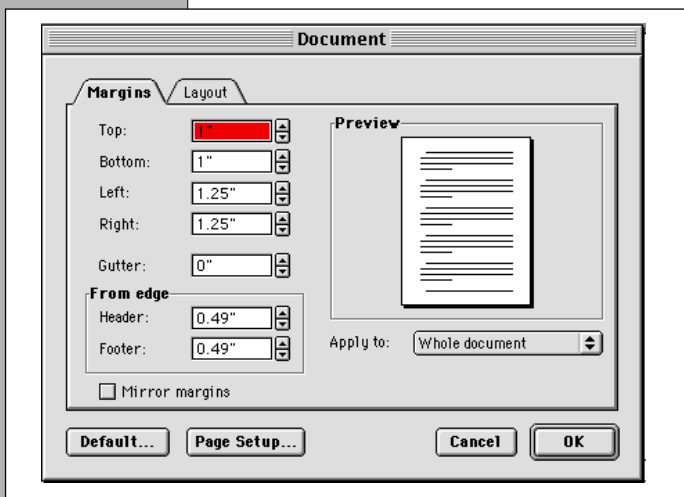 Document
Margins Layout
Top: 1"
Bottom: 1"
Left: 1.25"
Right: 1.25"
Gutter: 0"
From edge
Header: 0.49"
Footer: 0.49"
Mirror margins
Preview
Apply to: Whole document
Default... Page Setup... Cancel OK